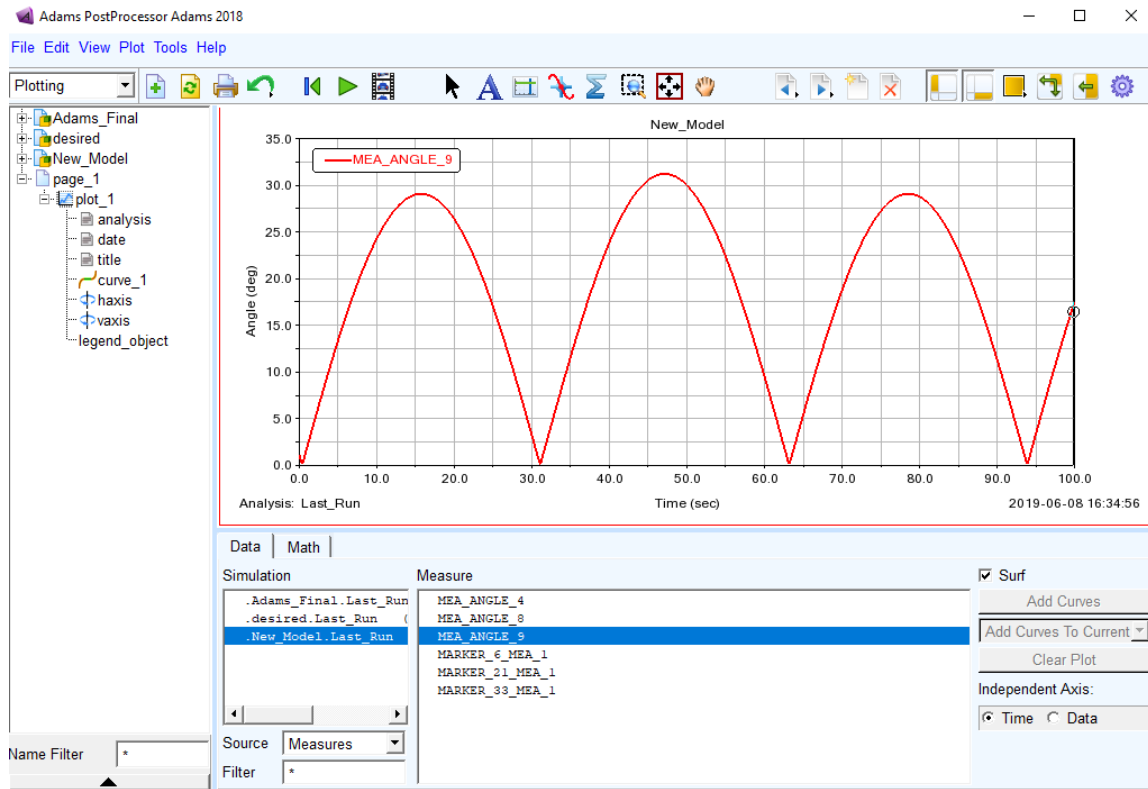 Adams PostProcessor Adams 2018
File Edit View Plot Tools Help
Plotting
A
Adams_Final
desired
New_Model
page_1
plot_1
analysis
date
title
curve_1
haxis
vaxis
legend_object
Name Filter *
New_Model
MEA_ANGLE_9
35.0
30.0
25.0
20.0
15.0
10.0
5.0
0.0
Angle (deg)
0.0 10.0 20.0 30.0 40.0 50.0 60.0 70.0 80.0 90.0 100.0
Analysis: Last_Run Time (sec) 2019-06-08 16:34:56
Data Math
Simulation
.Adams_Final.Last_Run
.desired.Last_Run (
.New_Model.Last_Run
Source Measures
Filter *
Measure
MEA_ANGLE_4
MEA_ANGLE_8
MEA_ANGLE_9
MARKER_6_MEA_1
MARKER_21_MEA_1
MARKER_33_MEA_1
Surf
Add Curves
Add Curves To Current
Clear Plot
Independent Axis:
Time Data